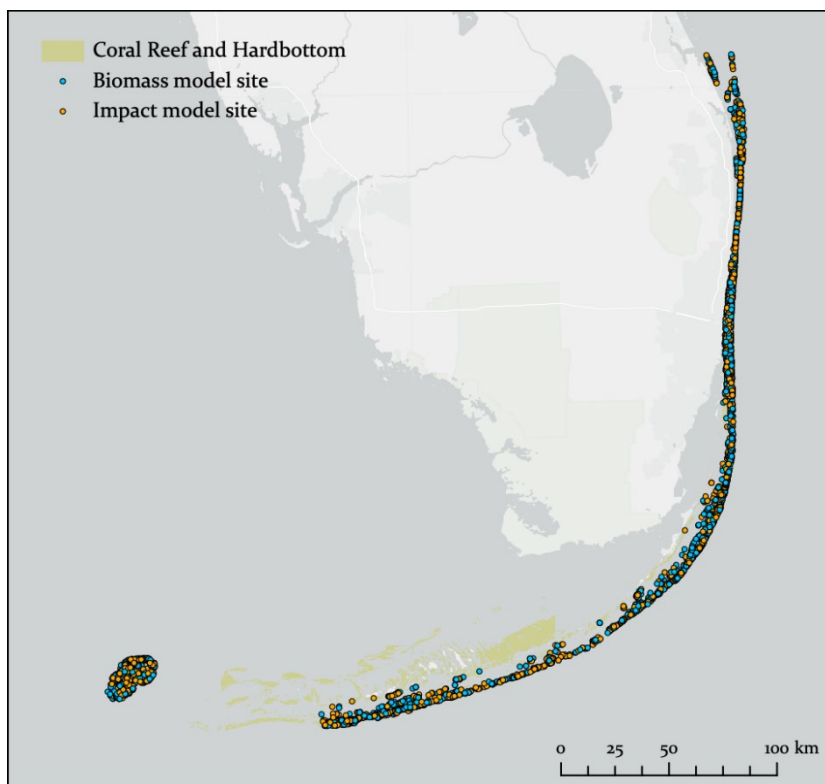 Coral Reef and Hardbottom
Biomass model site
Impact model site
0 25 50 100 km